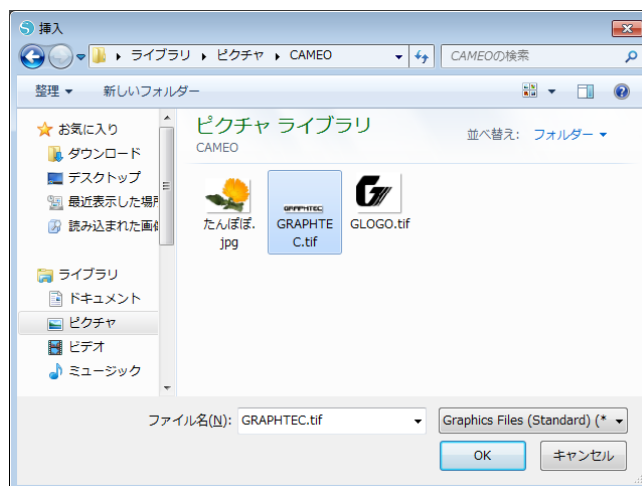 挿入
ライブラリ ピクチャ CAMEO
CAMEOの検索
整理 新しいフォルダー
お気に入り
ダウンロード
デスクトップ
最近表示した場所
読み込まれた画像
ライブラリ
ドキュメント
ピクチャ
ビデオ
ミュージック
ピクチャ ライブラリ
CAMEO
並べ替え: フォルダー
GRAPHTEC
たんぽぽ.
jpg
GRAPHTE
C.tif
GLOGO.tif
ファイル名(N): GRAPHTEC.tif
Graphics Files (Standard) (*
OK キャンセル